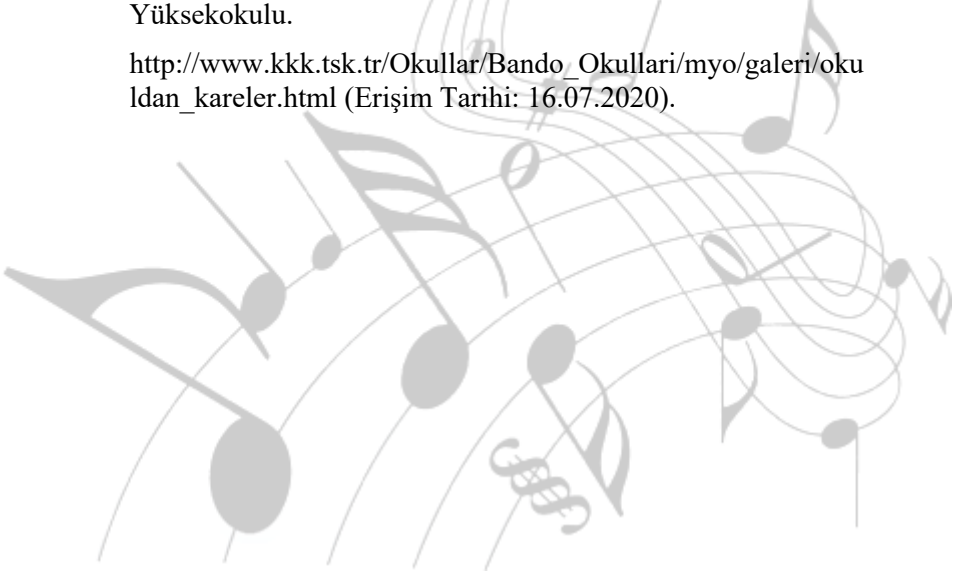 Yüksekokulu.
http://www.kkk.tsk.tr/Okullar/Bando_Okullari/myo/galeri/oku
ldan_kareler.html (Erişim Tarihi: 16.07.2020).